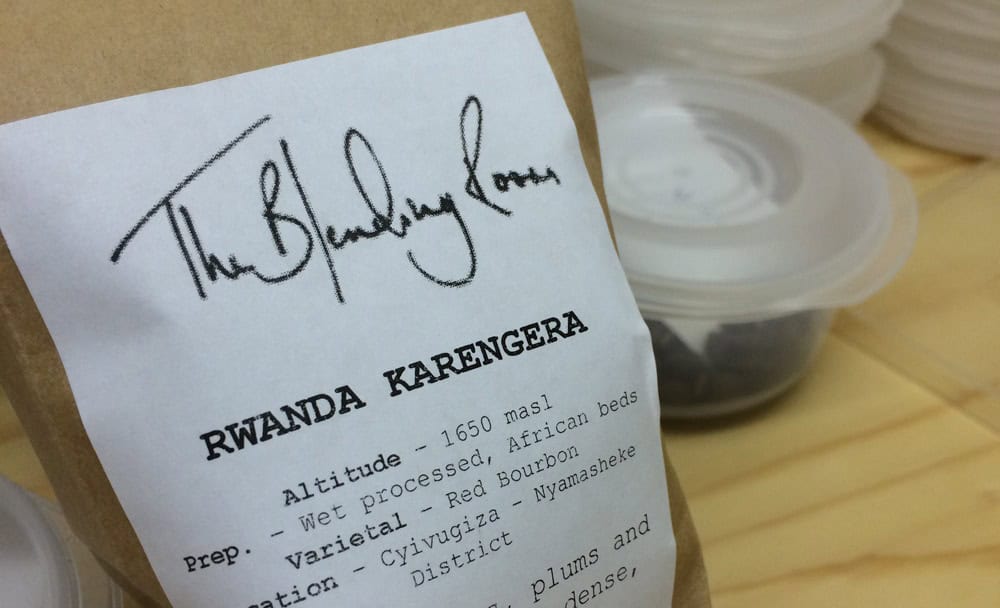 The Blending Room
RWANDA KARENGERA
Altitude - 1650 masl
Prep. - Wet processed, African beds
Varietal - Red Bourbon
cation - Cyivugiza - Nyamasheke
District
plums and
dense,